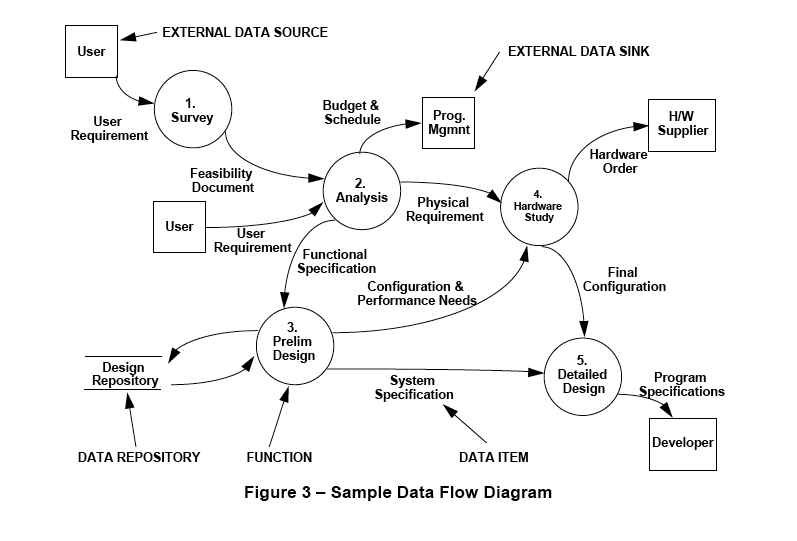 User
EXTERNAL DATA SOURCE
EXTERNAL DATA SINK
1.
Survey
User
Requirement
Budget &
Schedule
Prog.
Mgmnt
H/W
Supplier
Hardware
Order
Feasibility
Document
2.
Analysis
Physical
Requirement
4.
Hardware
Study
User
User
Requirement
Functional
Specification
Configuration &
Performance Needs
Final
Configuration
3.
Prelim
Design
Design
Repository
System
Specification
5.
Detailed
Design
Program
Specifications
Developer
DATA REPOSITORY
FUNCTION
DATA ITEM
Figure 3 – Sample Data Flow Diagram